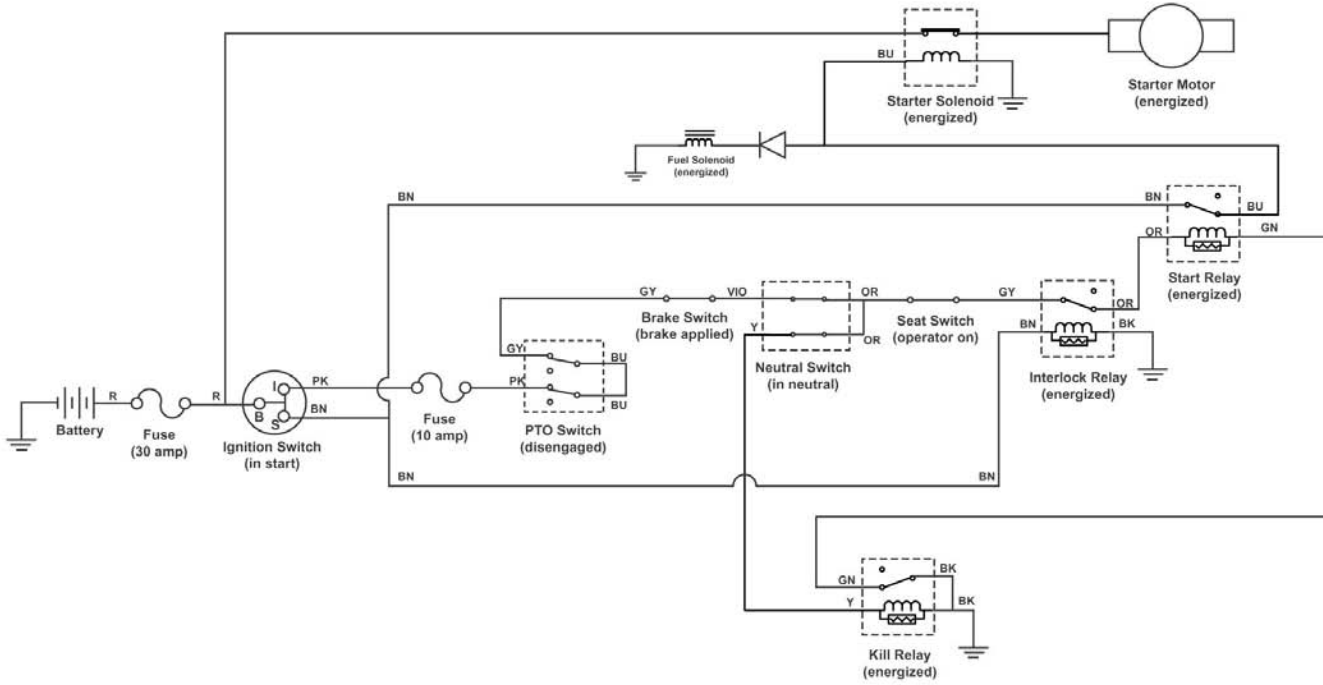 BU
Starter Solenoid
(energized)
Starter Motor
(energized)
Fuel Solenoid
(energized)
BN
BN
BU
OR
GN
Start Relay
(energized)
GY
VIO
OR
GY
OR
Brake Switch
(brake applied)
Y
OR
Seat Switch
(operator on)
BN
BK
Neutral Switch
(in neutral)
Interlock Relay
(energized)
GY
BU
PK
I
PK
BU
R
R
B
S
BN
Battery
Fuse
(30 amp)
Ignition Switch
(in start)
Fuse
(10 amp)
PTO Switch
(disengaged)
BN
BN
GN
BK
Y
BK
Kill Relay
(energized)